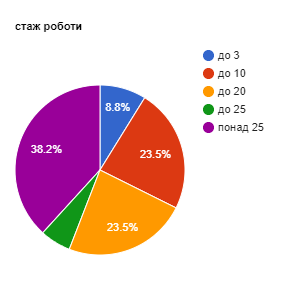 стаж роботи
до 3
до 10
до 20
до 25
понад 25
8.8%
23.5%
23.5%
38.2%